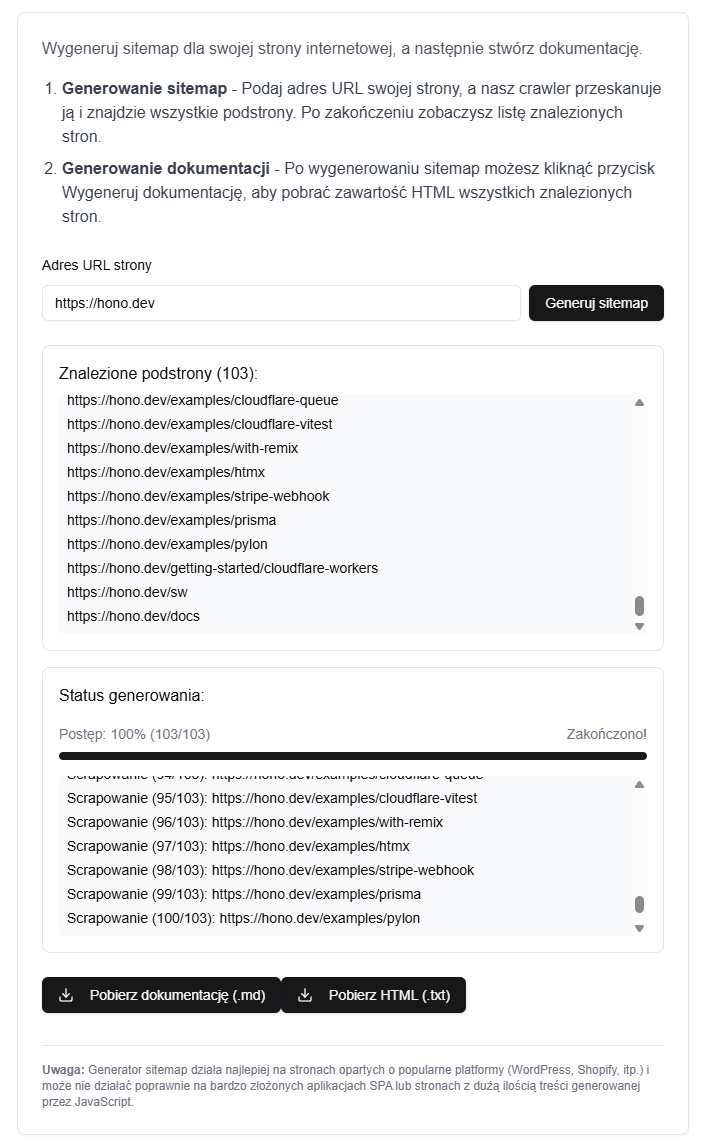 Wygeneruj sitemap dla swojej strony internetowej, a następnie stwórz dokumentację.
1. Generowanie sitemap - Podaj adres URL swojej strony, a nasz crawler przeskanuje
ją i znajdzie wszystkie podstrony. Po zakończeniu zobaczysz listę znalezionych
stron.
2. Generowanie dokumentacji - Po wygenerowaniu sitemap możesz kliknąć przycisk
Wygeneruj dokumentację, aby pobrać zawartość HTML wszystkich znalezionych
stron.
Adres URL strony
https://hono.dev
Generuj sitemap
Znalezione podstrony (103):
https://hono.dev/examples/cloudflare-queue
https://hono.dev/examples/cloudflare-vitest
https://hono.dev/examples/with-remix
https://hono.dev/examples/htmx
https://hono.dev/examples/stripe-webhook
https://hono.dev/examples/prisma
https://hono.dev/examples/pylon
https://hono.dev/getting-started/cloudflare-workers
https://hono.dev/sw
https://hono.dev/docs
Status generowania:
Postęp: 100% (103/103)
Zakończono!
Scrapowanie (94/103): https://hono.dev/examples/cloudflare-queue
Scrapowanie (95/103): https://hono.dev/examples/cloudflare-vitest
Scrapowanie (96/103): https://hono.dev/examples/with-remix
Scrapowanie (97/103): https://hono.dev/examples/htmx
Scrapowanie (98/103): https://hono.dev/examples/stripe-webhook
Scrapowanie (99/103): https://hono.dev/examples/prisma
Scrapowanie (100/103): https://hono.dev/examples/pylon
Pobierz dokumentację (.md)
Pobierz HTML (.txt)
Uwaga: Generator sitemap działa najlepiej na stronach opartych o popularne platformy (WordPress, Shopify, itp.) i
może nie działać poprawnie na bardzo złożonych aplikacjach SPA lub stronach z dużą ilością treści generowanej
przez JavaScript.